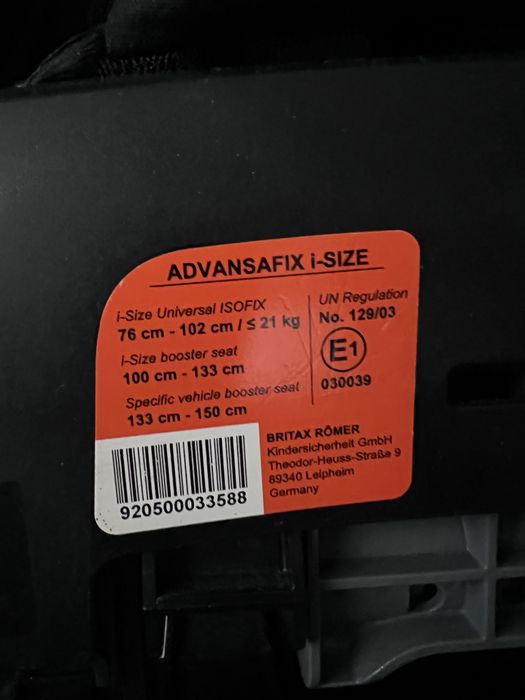 ADVANSAFIX i-SIZE
i-Size Universal ISOFIX
76 cm - 102 cm / ≤ 21 kg
i-Size booster seat
100 cm - 133 cm
Specific vehicle booster seat
133 cm - 150 cm
UN Regulation
No. 129/03
E1
030039
920500033588
BRITAX RÖMER
Kindersicherheit GmbH
Theodor-Heuss-Straße 9
89340 Leipheim
Germany